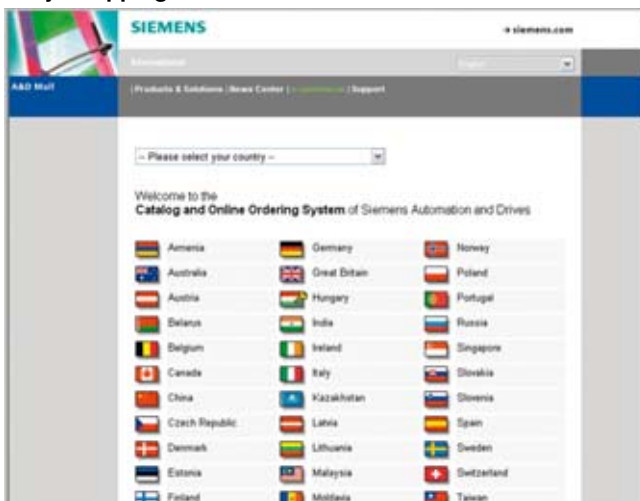 SIEMENS
→ siemens.com
International
English
A&D Mall
| Products & Solutions | News Center | | Support
-- Please select your country --
Welcome to the
Catalog and Online Ordering System of Siemens Automation and Drives
Armenia Germany Norway
Australia Great Britain Poland
Austria Hungary Portugal
Belarus India Russia
Belgium Ireland Singapore
Canada Italy Slovakia
China Kazakhstan Slovenia
Czech Republic Latvia Spain
Denmark Lithuania Sweden
Estonia Malaysia Switzerland
Finland Moldavia Taiwan